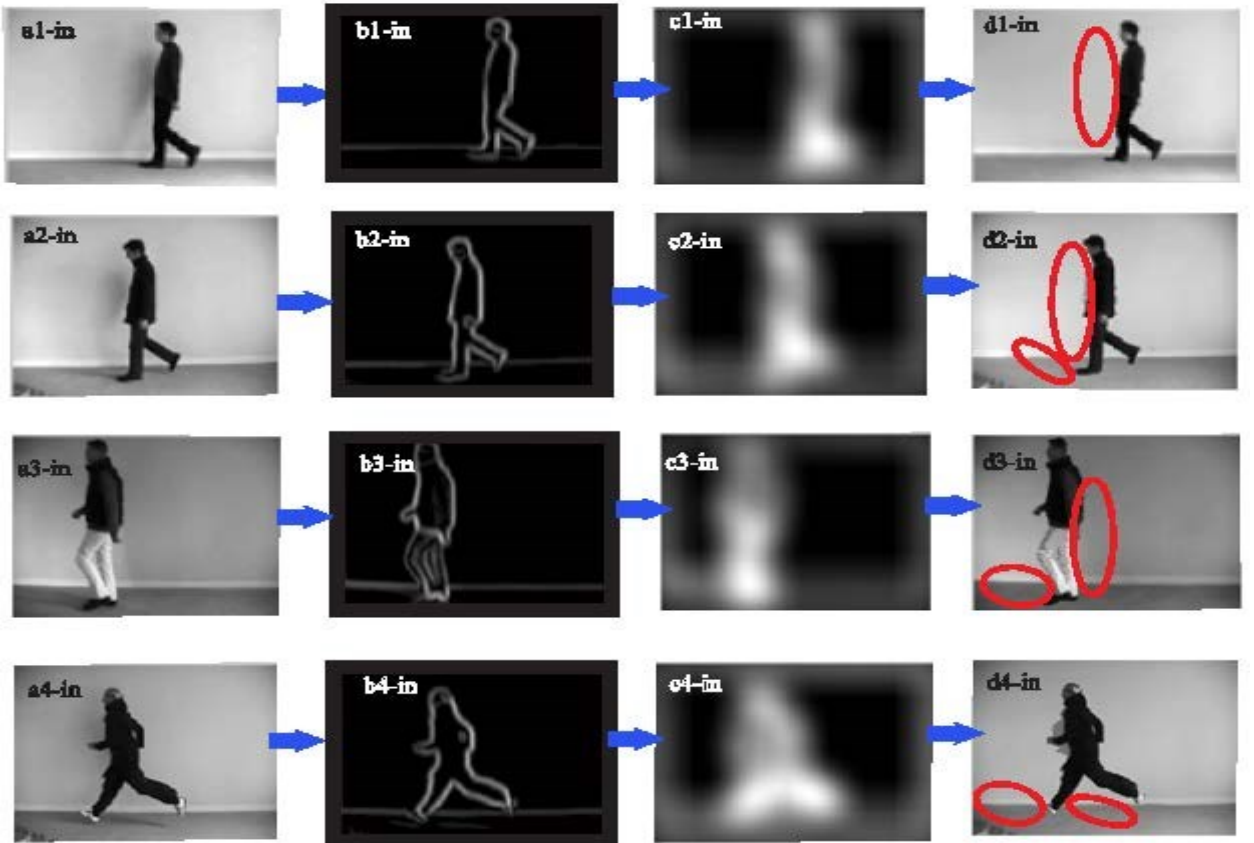 a1-in b1-in c1-in d1-in
a2-in b2-in c2-in d2-in
a3-in b3-in c3-in d3-in
a4-in b4-in c4-in d4-in